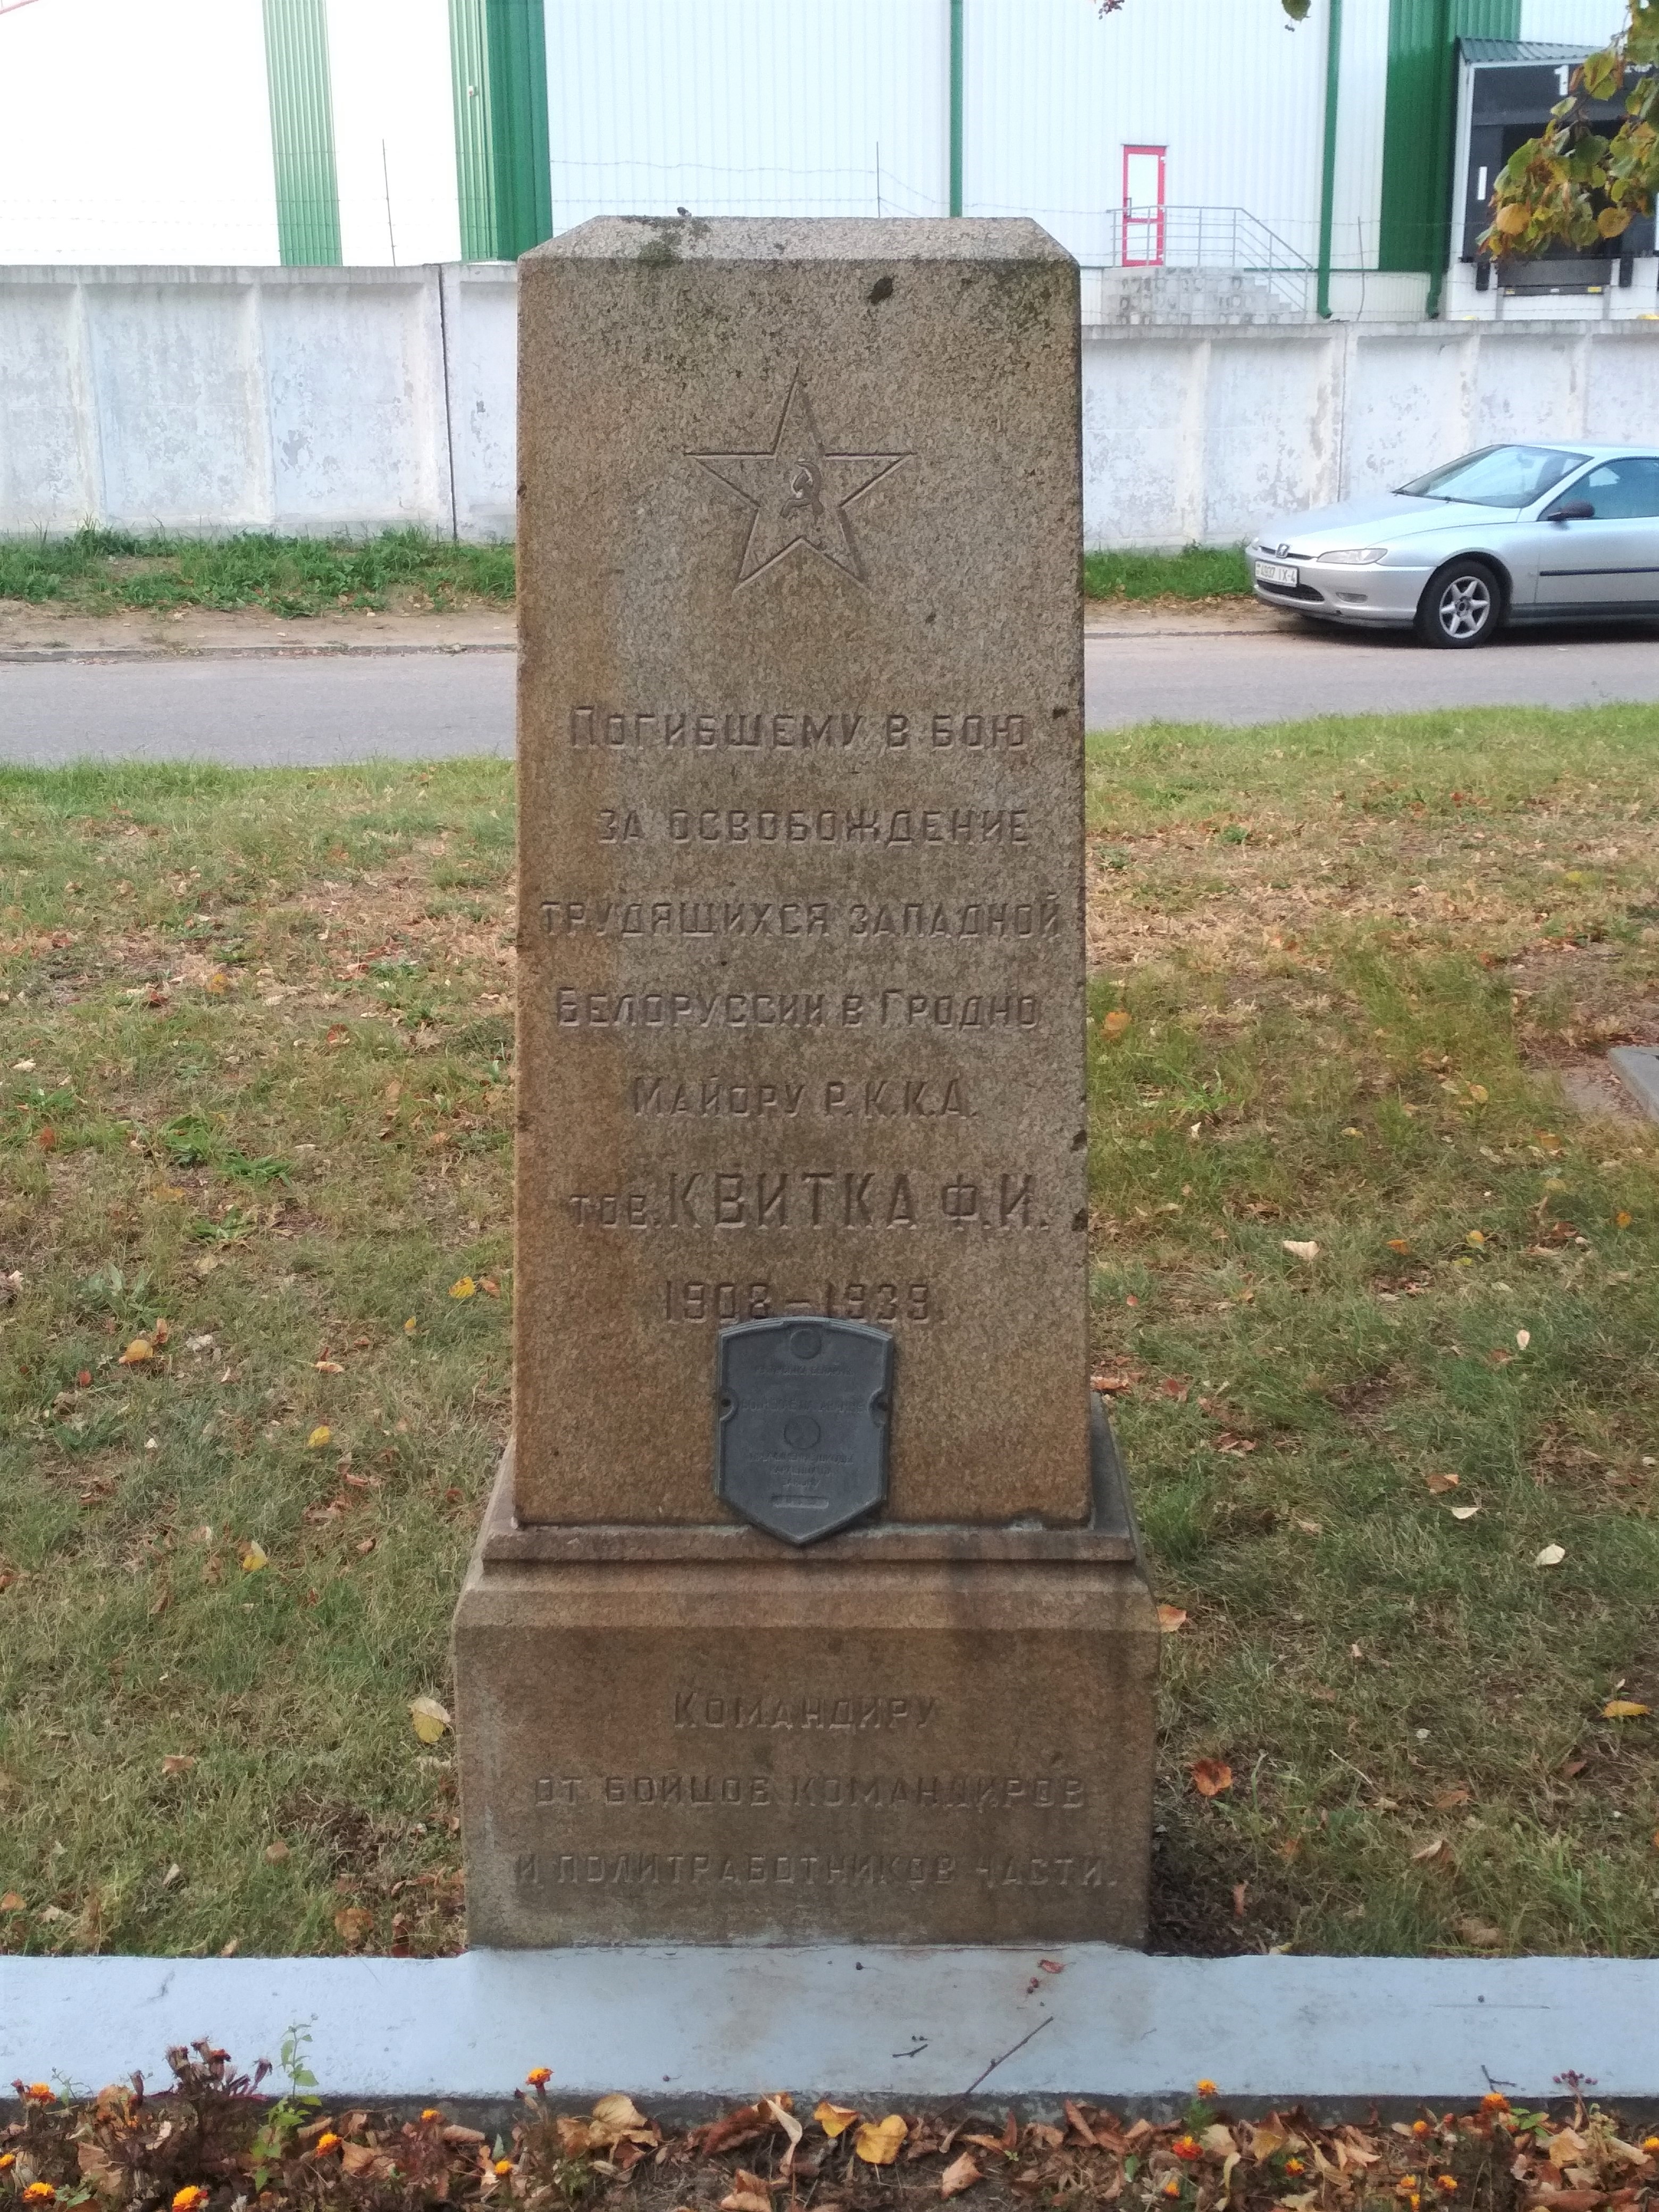 Погибшему в бою
за освобождение
трудящихся Западной
Белоруссии в Гродно
Майору Р.К.К.А.
тов. КВИТКА Ф.И.
1908 – 1939.
Командиру
от бойцов командиров
и политработников части.